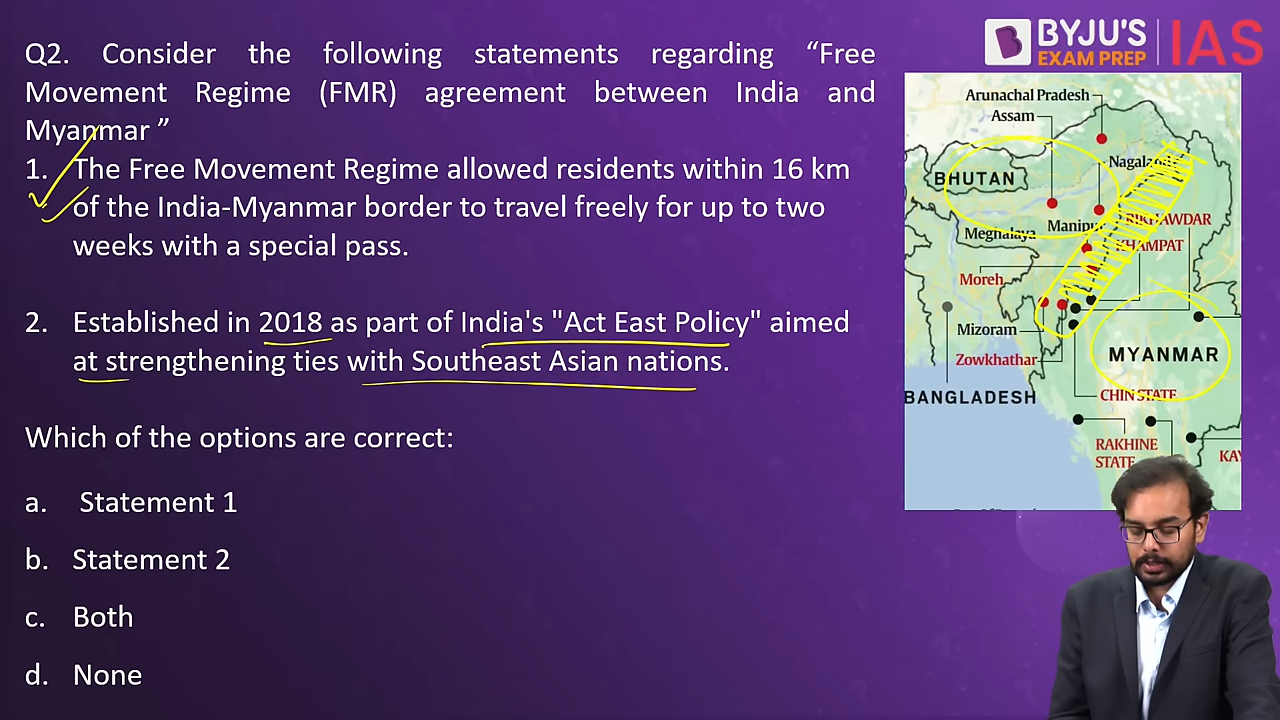 BYJU'S
EXAM PREP
IAS
Q2. Consider the following statements regarding “Free
Movement Regime (FMR) agreement between India and
Myanmar ”
1. The Free Movement Regime allowed residents within 16 km
of the India-Myanmar border to travel freely for up to two
weeks with a special pass.
2. Established in 2018 as part of India's "Act East Policy" aimed
at strengthening ties with Southeast Asian nations.
Which of the options are correct:
a. Statement 1
b. Statement 2
c. Both
d. None
Arunachal Pradesh
Assam
Nagaland
BHUTAN
RIKHAWDAR
Manipur
Meghalaya
KHAMPAT
Moreh
Mizoram
MYANMAR
Zowkhathar
CHIN STATE
BANGLADESH
RAKHINE
STATE